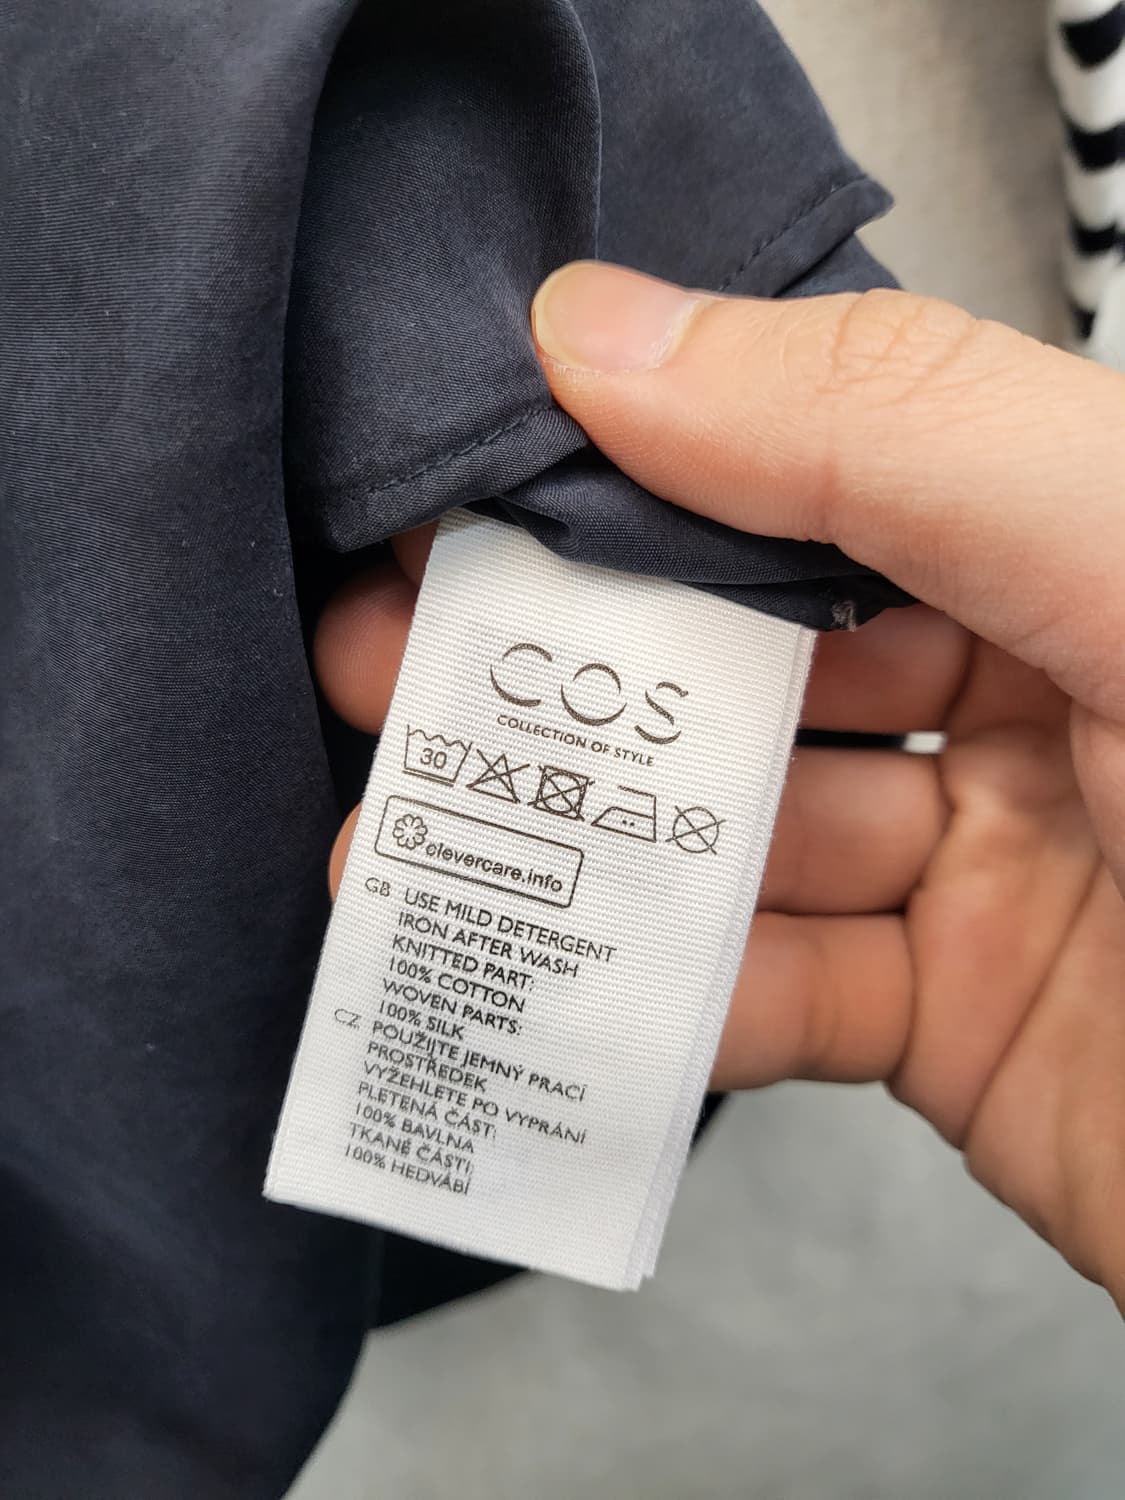 COS
COLLECTION OF STYLE
30
clevercare.info
GB USE MILD DETERGENT
IRON AFTER WASH
KNITTED PART:
100% COTTON
WOVEN PARTS:
100% SILK
CZ POUŽIJTE JEMNÝ PRACÍ
PROSTŘEDEK
VYŽEHLETE PO VYPRÁNÍ
PLETENÁ ČÁST:
100% BAVLNA
TKANÉ ČÁSTI:
100% HEDVÁBÍ